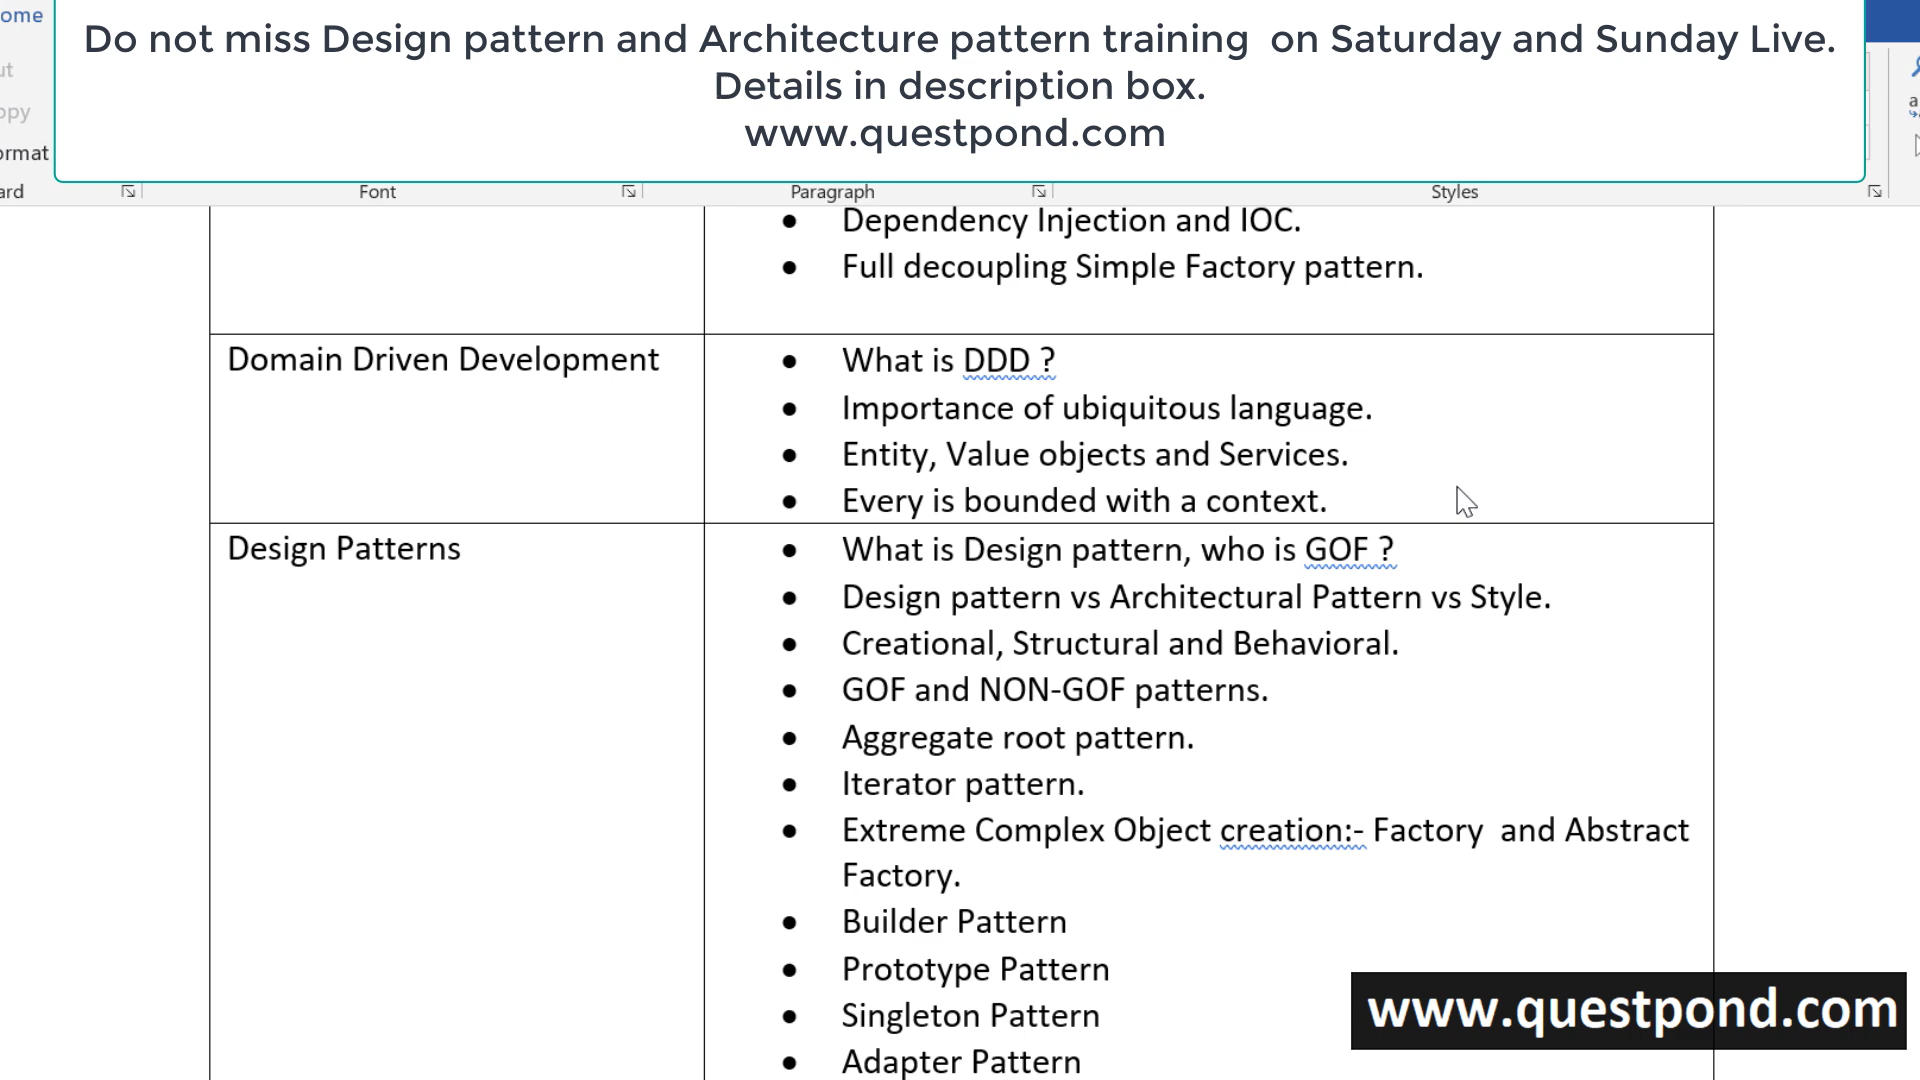 Do not miss Design pattern and Architecture pattern training on Saturday and Sunday Live.
Details in description box.
www.questpond.com
ome
ut
opy
ormat
ard
Font
Paragraph
Styles
a
• Dependency Injection and IOC.
• Full decoupling Simple Factory pattern.
Domain Driven Development
• What is DDD ?
• Importance of ubiquitous language.
• Entity, Value objects and Services.
• Every is bounded with a context.
Design Patterns
• What is Design pattern, who is GOF ?
• Design pattern vs Architectural Pattern vs Style.
• Creational, Structural and Behavioral.
• GOF and NON-GOF patterns.
• Aggregate root pattern.
• Iterator pattern.
• Extreme Complex Object creation:- Factory and Abstract
Factory.
• Builder Pattern
• Prototype Pattern
• Singleton Pattern
• Adapter Pattern
www.questpond.com